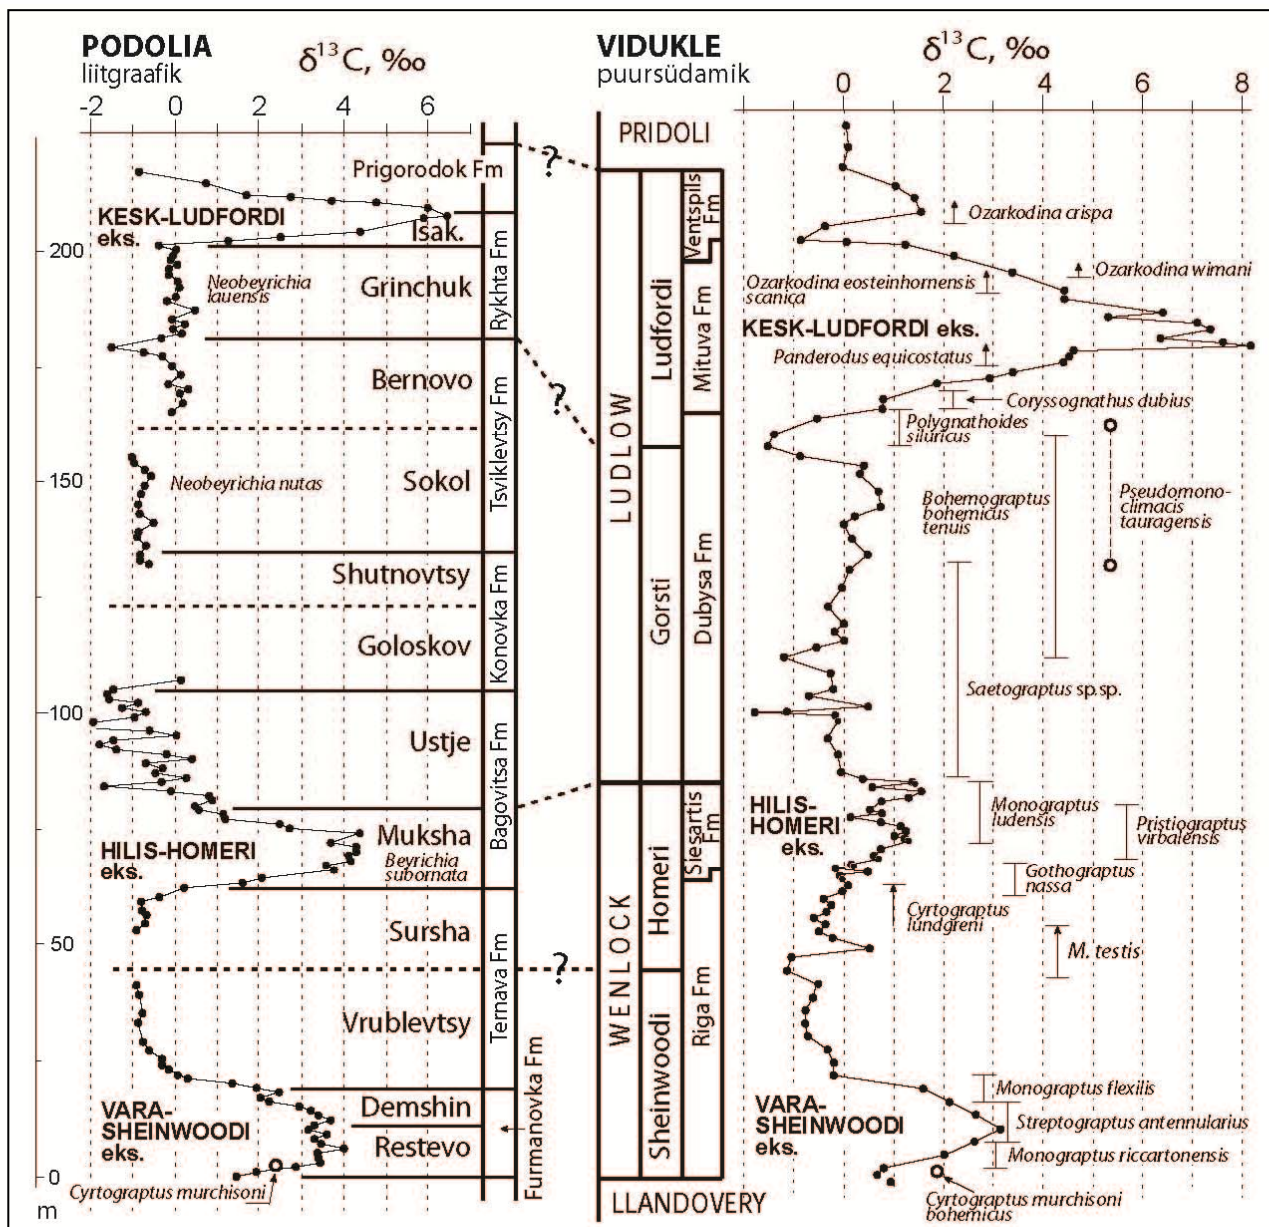 PODOLIA
liitgraafik
δ¹³C, ‰
-2 0 2 4 6
VIDUKLE
puursüdamik
δ¹³C, ‰
0 2 4 6 8
200
150
100
50
0
m
Prigorodok Fm
KESK-LUDFORDI
eks.
Isak.
Neobeyrichia
lauensis
Grinchuk
Bernovo
Neobeyrichia nutas
Sokol
Shutnovtsy
Goloskov
Ustje
Muksha
HILIS-HOMERI
eks.
Beyrichia
subornata
Sursha
Vrublevtsy
VARA-
SHEINWOODI
eks.
Demshin
Restevo
Cyrtograptus murchisoni
Rykhta Fm
Tsviklevtsy Fm
Konovka Fm
Bagovitsa Fm
Ternava Fm
Furmanovka Fm
?
?
?
PRIDOLI
LUDLOW
WENLOCK
LLANDOVERY
Ludfordi
Gorsti
Homeri
Sheinwoodi
Ventspils
Fm
Mituva Fm
Dubysa Fm
Siesartis
Fm
Riga Fm
Ozarkodina crispa
Ozarkodina wimani
Ozarkodina eosteinhornensis
scanica
KESK-LUDFORDI eks.
Panderodus equicostatus
Coryssognathus dubius
Polygnathoides
siluricus
Bohemograptus
bohemicus
tenuis
Pseudomono-
climacis
tauragensis
Saetograptus sp.sp.
HILIS-
HOMERI
eks.
Monograptus
ludensis
Pristiograptus
virbalensis
Gothograptus
nassa
Cyrtograptus
lundgreni
M. testis
Monograptus flexilis
VARA-
SHEINWOODI
eks.
Streptograptus antennularius
Monograptus riccartonensis
Cyrtograptus murchisoni
bohemicus